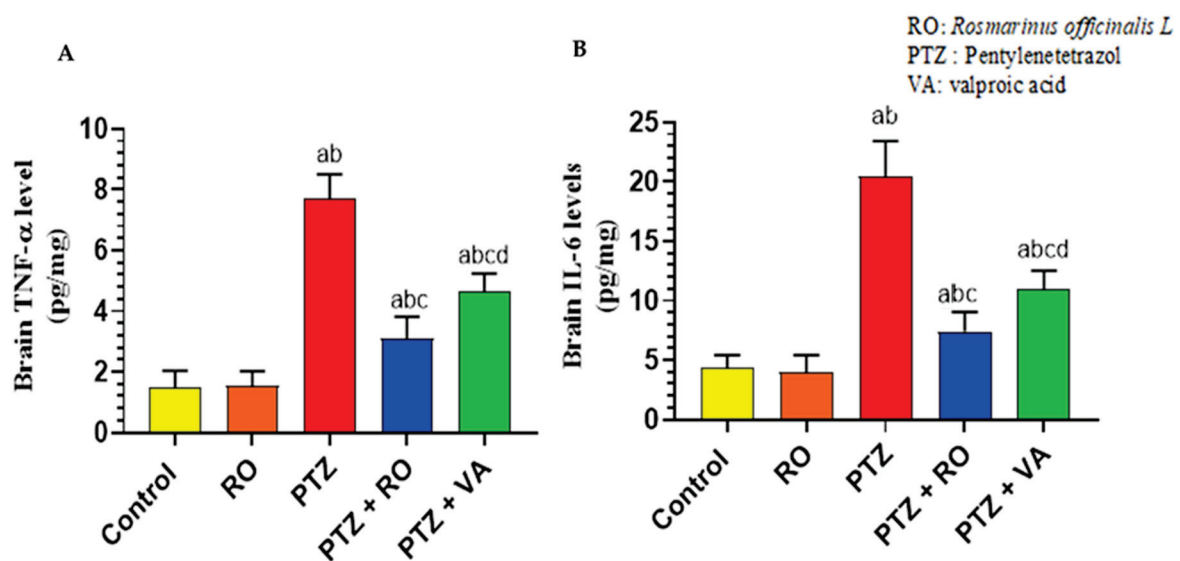 RO: Rosmarinus officinalis L
PTZ : Pentylenetetrazol
VA: valproic acid
A
Brain TNF-α level
(pg/mg)
10
8
6
4
2
0
ab
abc
abcd
Control
RO
PTZ
PTZ + RO
PTZ + VA
B
Brain IL-6 levels
(pg/mg)
25
20
15
10
5
0
ab
abc
abcd
Control
RO
PTZ
PTZ + RO
PTZ + VA